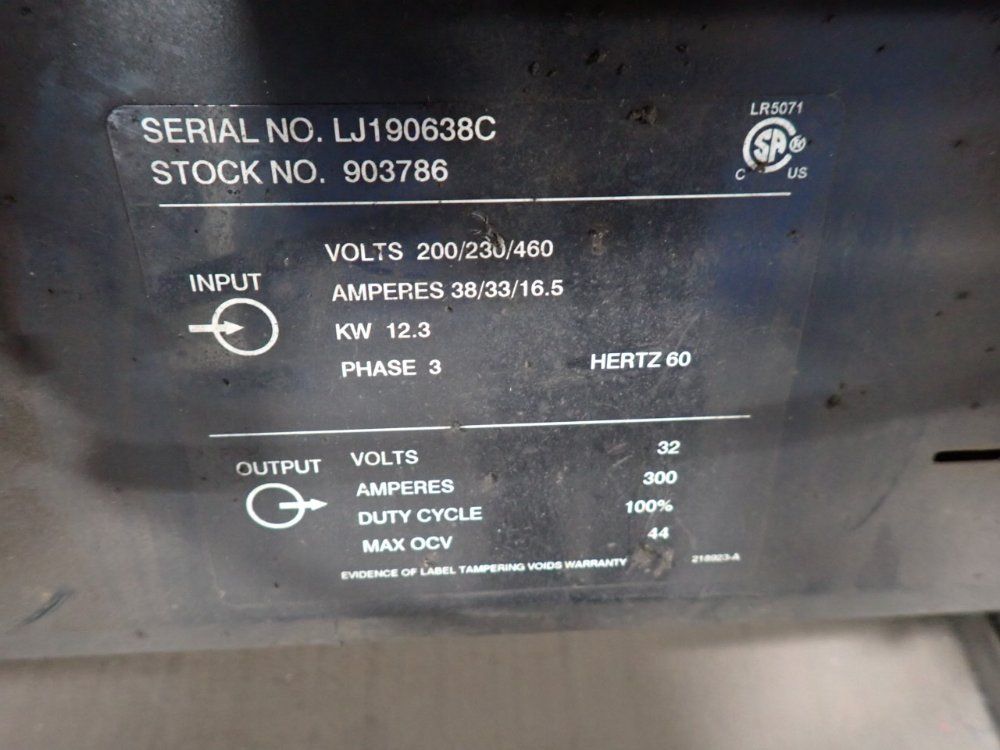 LR5071
SERIAL NO. LJ190638C
STOCK NO. 903786
SA
C US
INPUT
VOLTS 200/230/460
AMPERES 38/33/16.5
KW 12.3
PHASE 3 HERTZ 60
OUTPUT
VOLTS 32
AMPERES 300
DUTY CYCLE 100%
MAX OCV 44
EVIDENCE OF LABEL TAMPERING VOIDS WARRANTY 218923-A